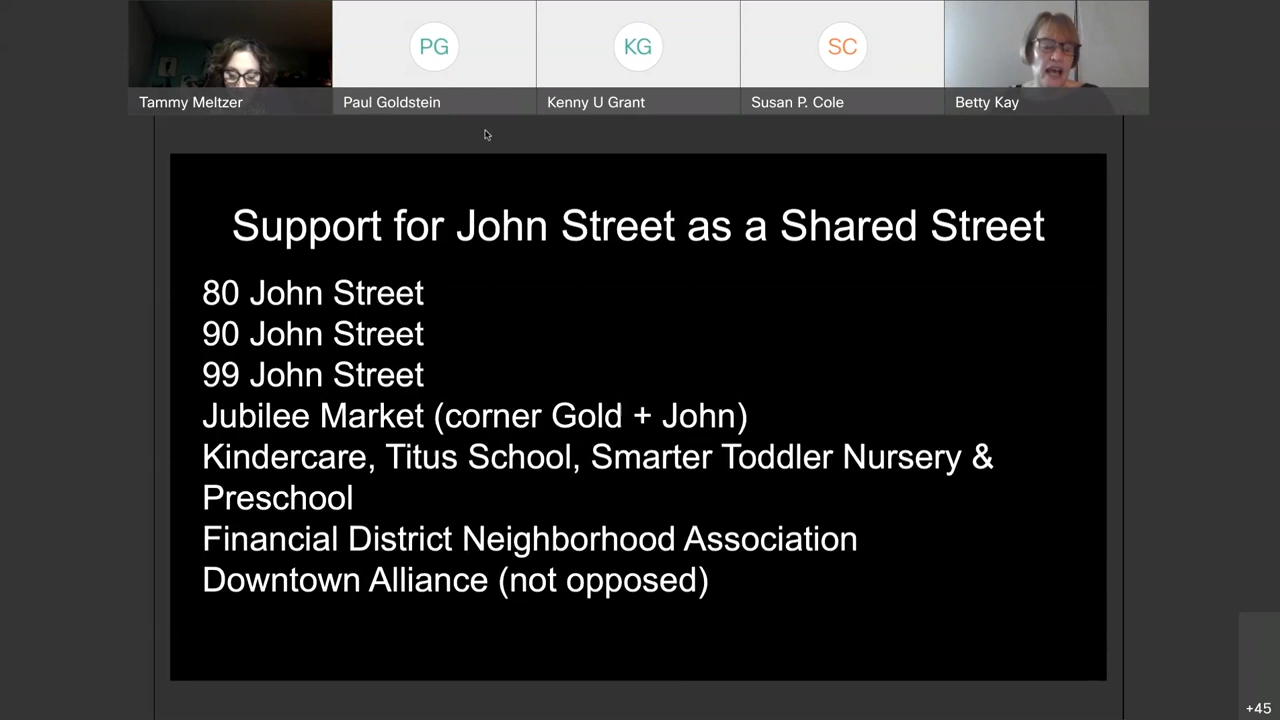 PG
KG
SC
Tammy Meltzer
Paul Goldstein
Kenny U Grant
Susan P. Cole
Betty Kay
Support for John Street as a Shared Street
80 John Street
90 John Street
99 John Street
Jubilee Market (corner Gold + John)
Kindercare, Titus School, Smarter Toddler Nursery &
Preschool
Financial District Neighborhood Association
Downtown Alliance (not opposed)
+45